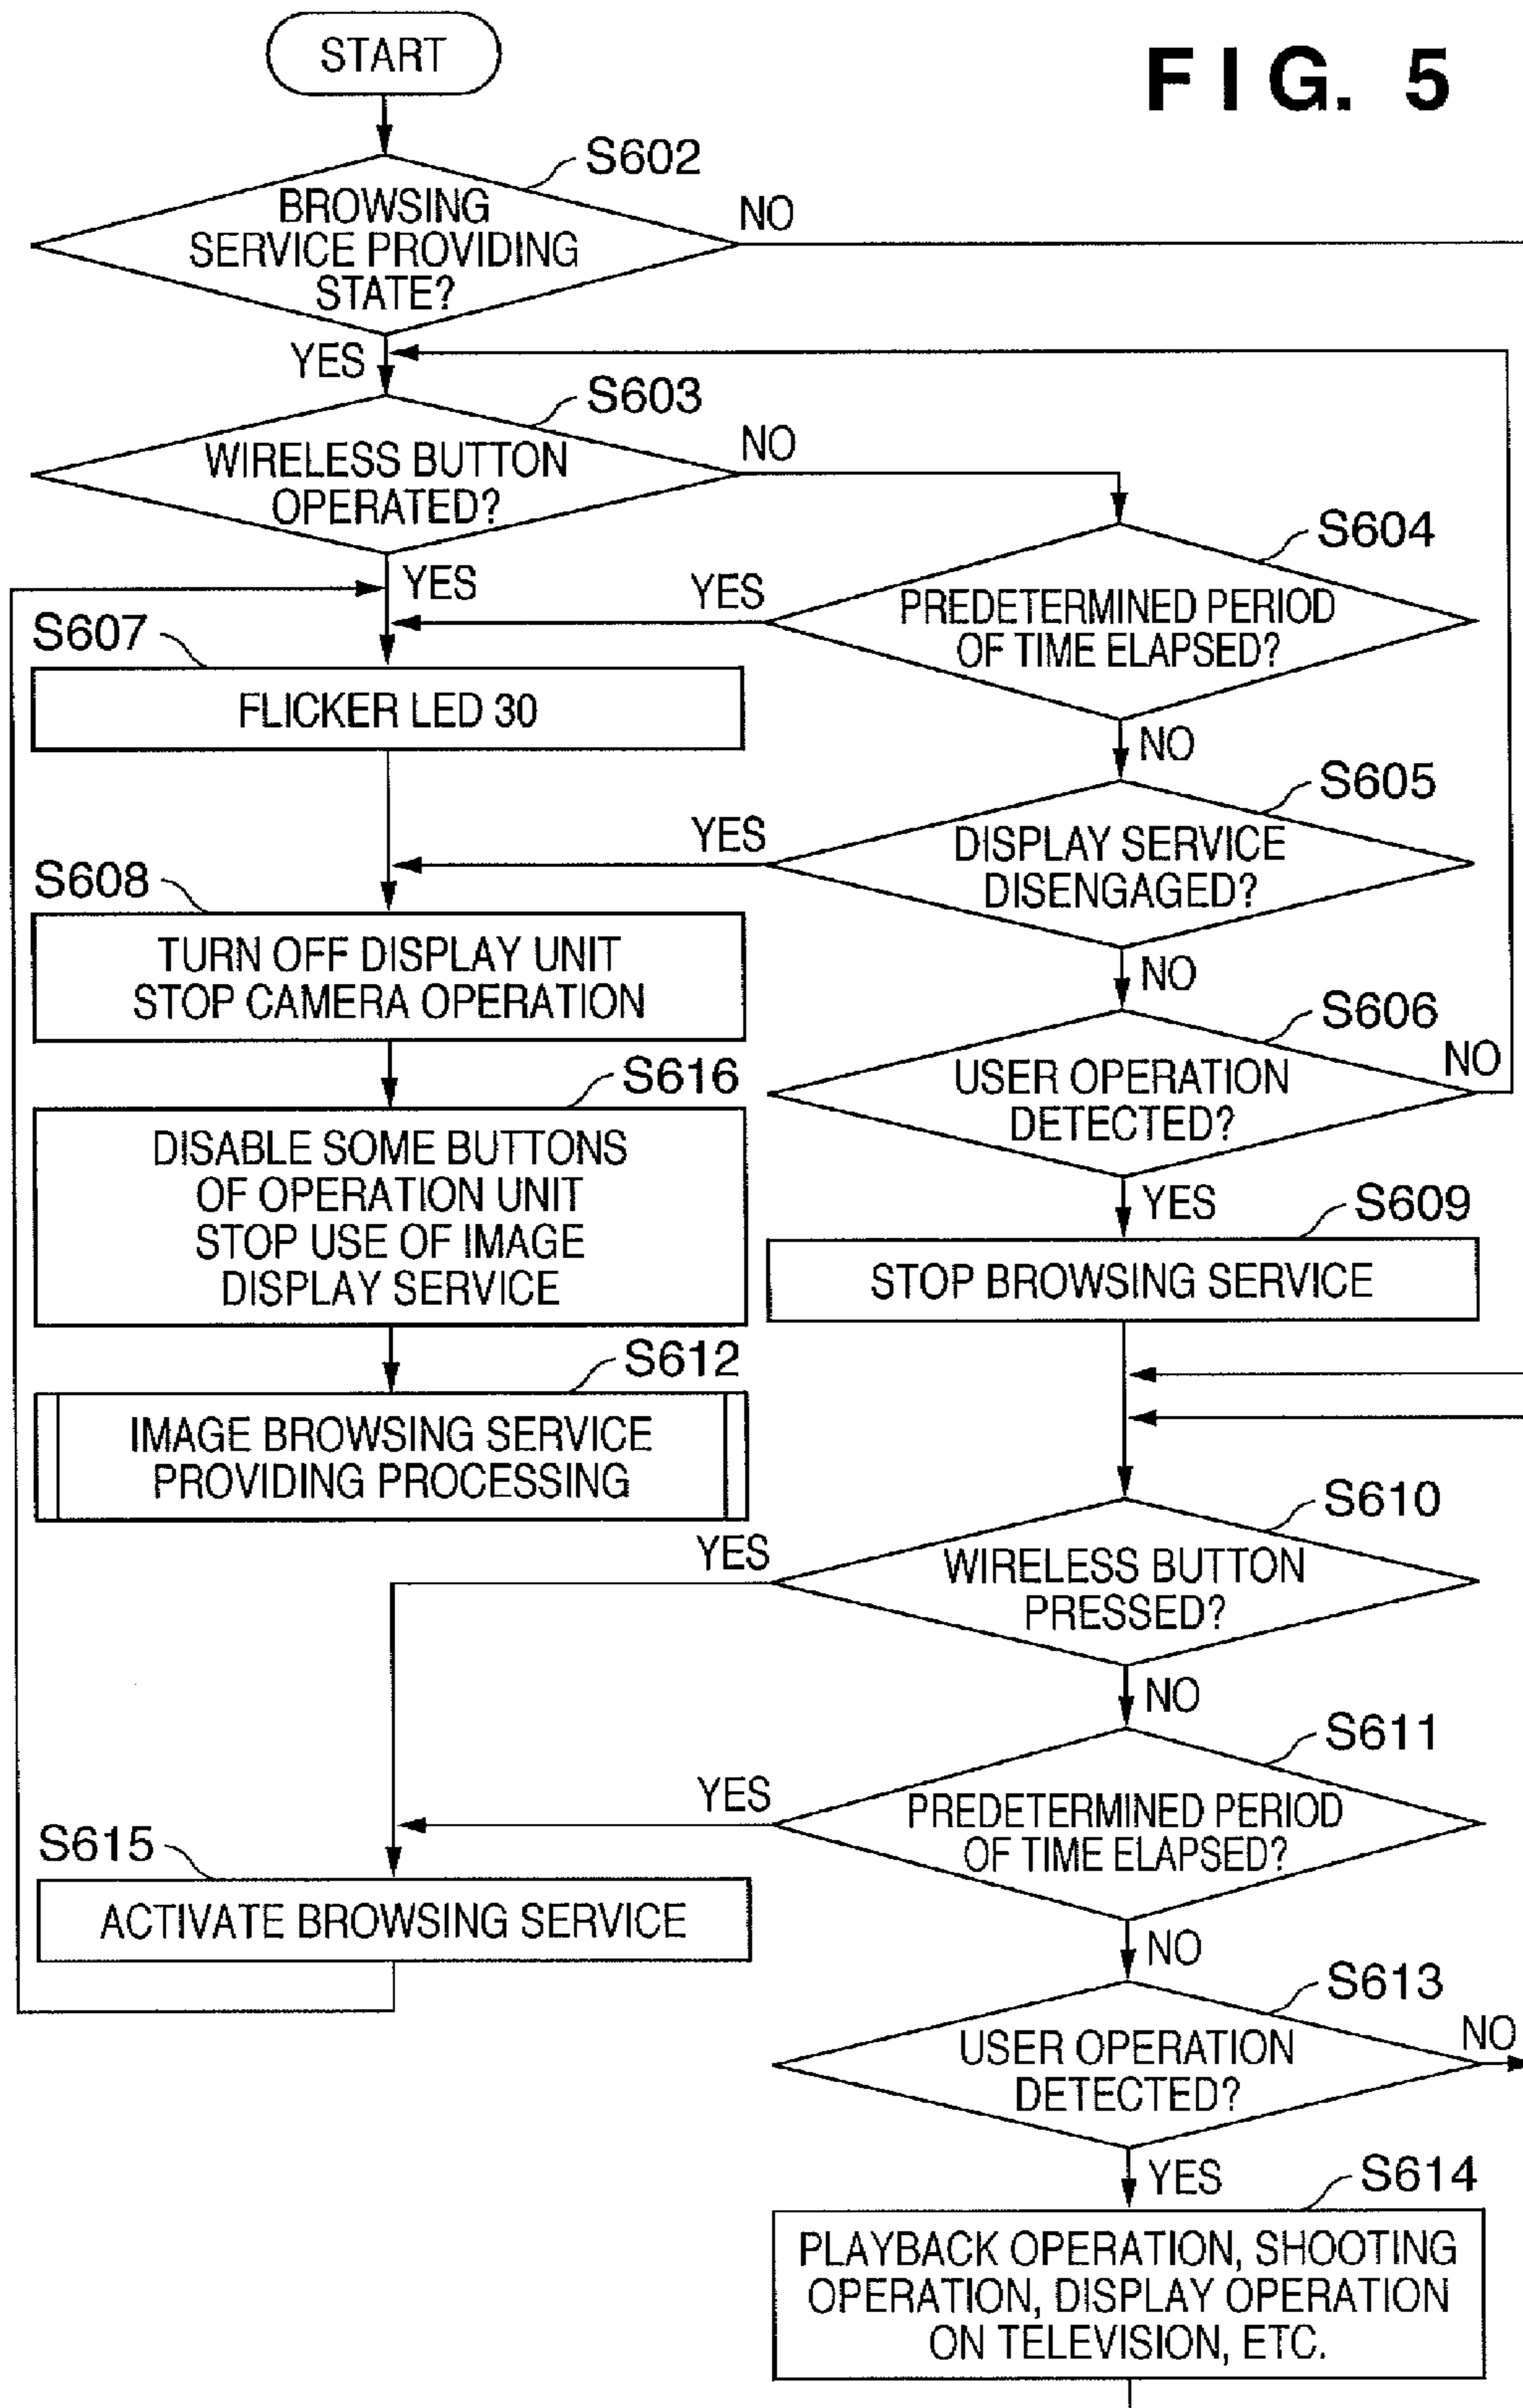 FIG. 5
START
S602
BROWSING
SERVICE PROVIDING
STATE?
NO
YES
S603
WIRELESS BUTTON
OPERATED?
NO
YES
S604
PREDETERMINED PERIOD
OF TIME ELAPSED?
YES
NO
S607
FLICKER LED 30
S605
DISPLAY SERVICE
DISENGAGED?
YES
NO
S608
TURN OFF DISPLAY UNIT
STOP CAMERA OPERATION
S606
USER OPERATION
DETECTED?
NO
YES
S616
DISABLE SOME BUTTONS
OF OPERATION UNIT
STOP USE OF IMAGE
DISPLAY SERVICE
S609
STOP BROWSING SERVICE
S612
IMAGE BROWSING SERVICE
PROVIDING PROCESSING
S610
WIRELESS BUTTON
PRESSED?
YES
NO
S611
PREDETERMINED PERIOD
OF TIME ELAPSED?
YES
NO
S615
ACTIVATE BROWSING SERVICE
S613
USER OPERATION
DETECTED?
NO
YES
S614
PLAYBACK OPERATION, SHOOTING
OPERATION, DISPLAY OPERATION
ON TELEVISION, ETC.